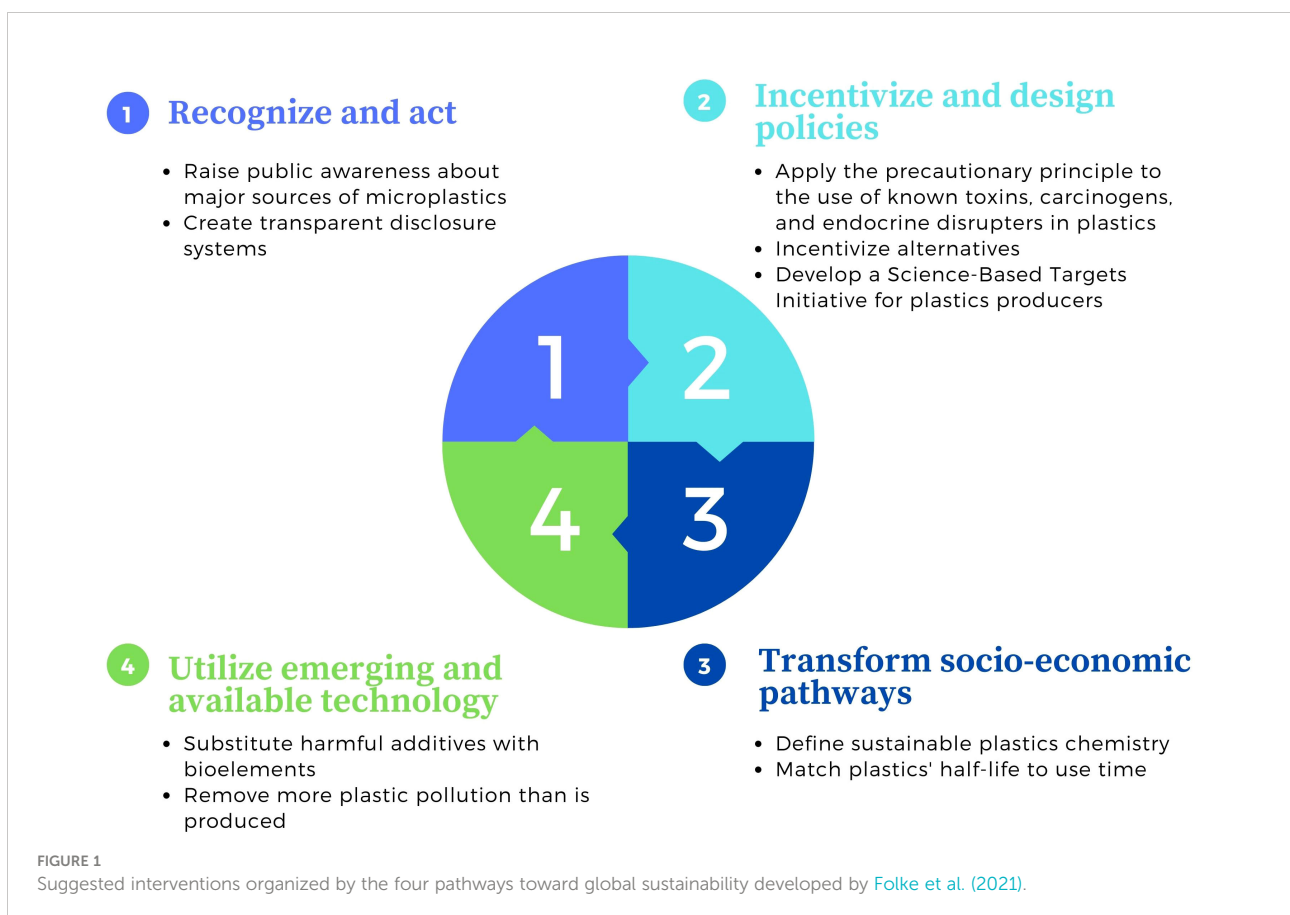 1 Recognize and act
• Raise public awareness about
major sources of microplastics
• Create transparent disclosure
systems
2 Incentivize and design
policies
• Apply the precautionary principle to
the use of known toxins, carcinogens,
and endocrine disrupters in plastics
• Incentivize alternatives
• Develop a Science-Based Targets
Initiative for plastics producers
1
2
4
3
4 Utilize emerging and
available technology
• Substitute harmful additives with
bioelements
• Remove more plastic pollution than is
produced
3 Transform socio-economic
pathways
• Define sustainable plastics chemistry
• Match plastics' half-life to use time
FIGURE 1
Suggested interventions organized by the four pathways toward global sustainability developed by Folke et al. (2021).